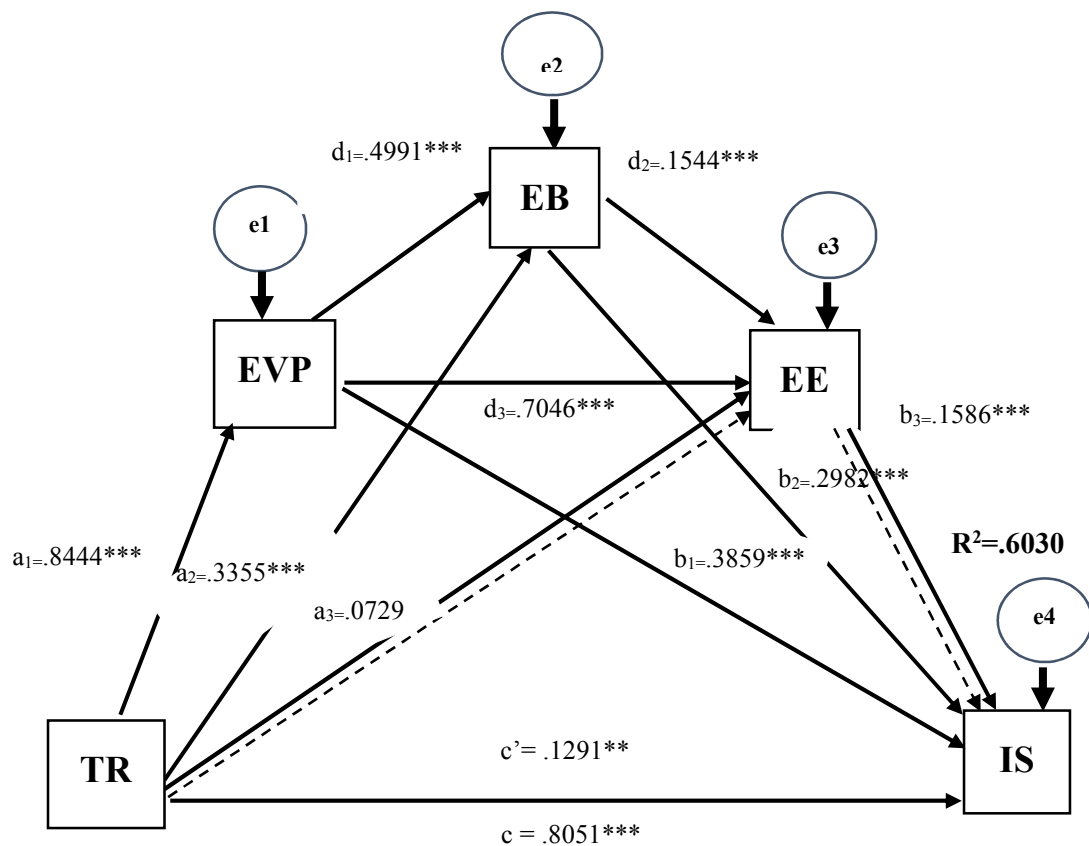 e2
d₁=.4991***
d₂=.1544***
EB
e1
e3
EVP
EE
d₃=.7046***
b₃=.1586***
b₂=.2982***
R²=.6030
a₁=.8444***
a₂=.3355***
b₁=.3859***
a₃=.0729
e4
TR
c’= .1291**
IS
c = .8051***